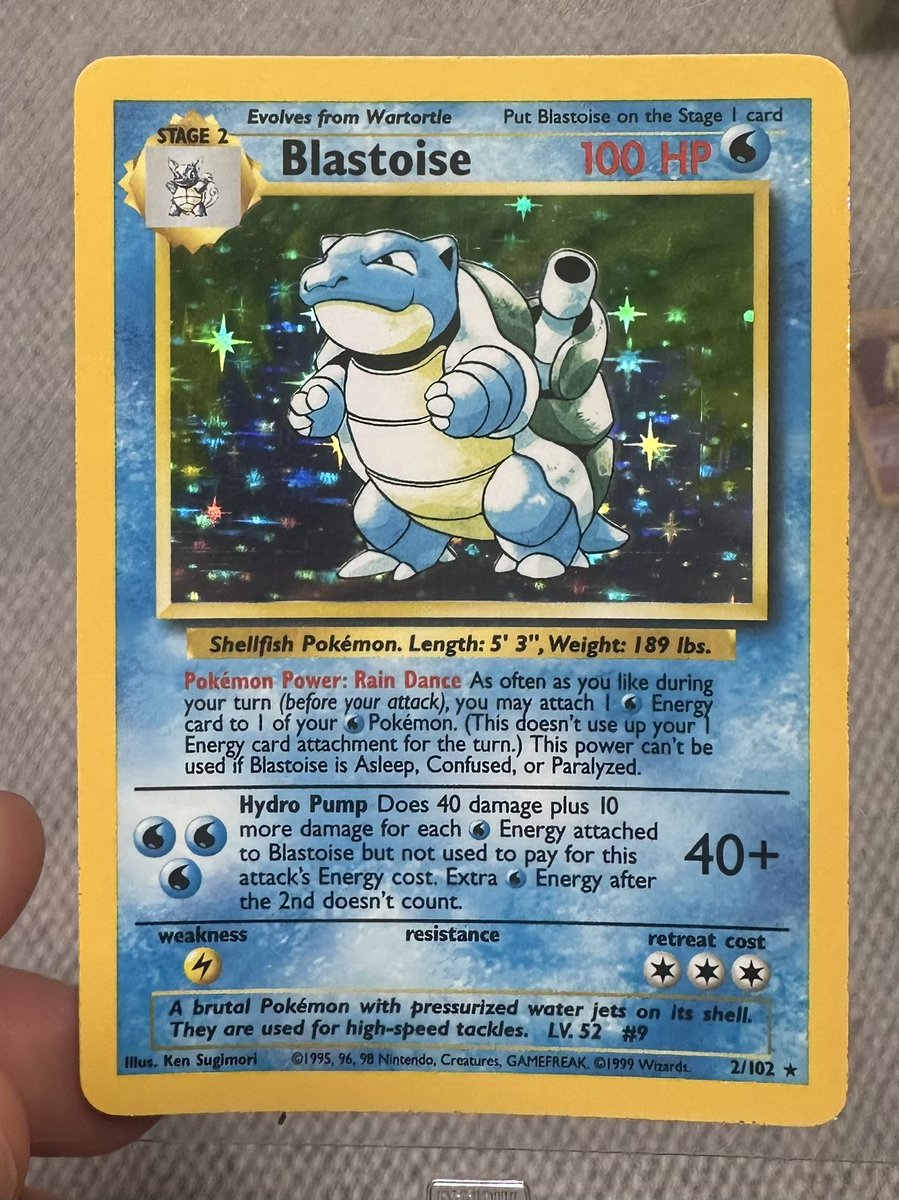 Evolves from Wartortle Put Blastoise on the Stage 1 card
STAGE 2
Blastoise 100 HP
Shellfish Pokémon. Length: 5' 3", Weight: 189 lbs.
Pokémon Power: Rain Dance As often as you like during
your turn (before your attack), you may attach 1 Energy
card to 1 of your Pokémon. (This doesn't use up your 1
Energy card attachment for the turn.) This power can't be
used if Blastoise is Asleep, Confused, or Paralyzed.
Hydro Pump Does 40 damage plus 10
more damage for each Energy attached
to Blastoise but not used to pay for this
attack's Energy cost. Extra Energy after
the 2nd doesn't count.
40+
weakness resistance retreat cost
A brutal Pokémon with pressurized water jets on its shell.
They are used for high-speed tackles. LV. 52 #9
Illus. Ken Sugimori ©1995, 96, 98 Nintendo, Creatures, GAMEFREAK. ©1999 Wizards. 2/102 ★